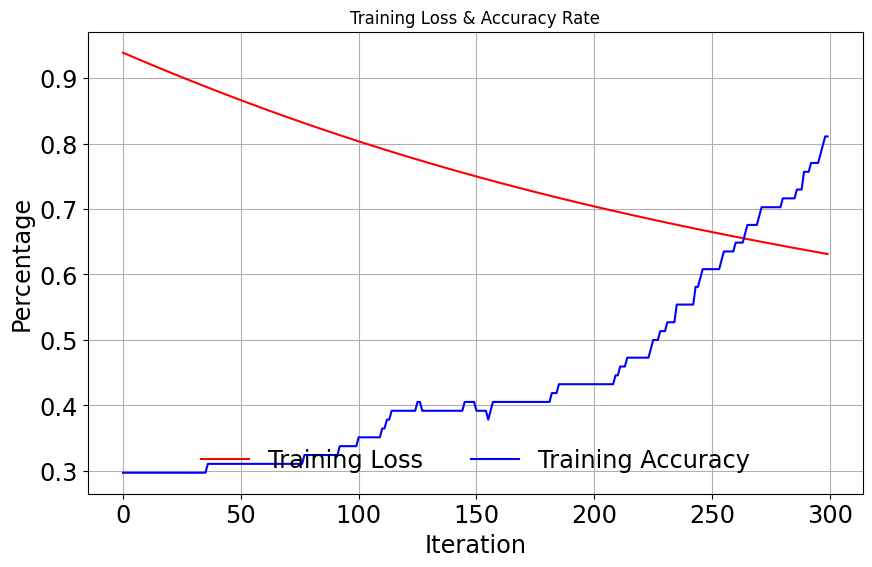 Training Loss & Accuracy Rate
Percentage
0.9
0.8
0.7
0.6
0.5
0.4
0.3
Training Loss
Training Accuracy
0 50 100 150 200 250 300
Iteration